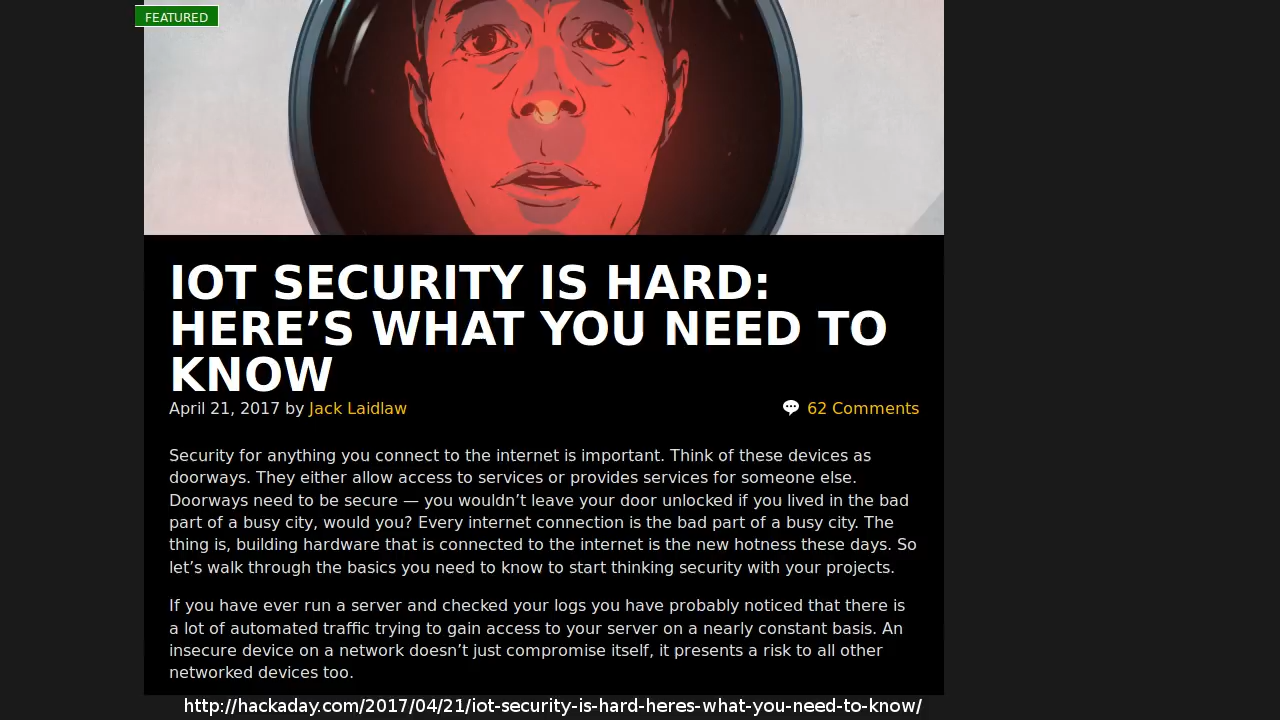 FEATURED
IOT SECURITY IS HARD:
HERE’S WHAT YOU NEED TO
KNOW
April 21, 2017 by Jack Laidlaw
62 Comments
Security for anything you connect to the internet is important. Think of these devices as
doorways. They either allow access to services or provides services for someone else.
Doorways need to be secure — you wouldn’t leave your door unlocked if you lived in the bad
part of a busy city, would you? Every internet connection is the bad part of a busy city. The
thing is, building hardware that is connected to the internet is the new hotness these days. So
let’s walk through the basics you need to know to start thinking security with your projects.
If you have ever run a server and checked your logs you have probably noticed that there is
a lot of automated traffic trying to gain access to your server on a nearly constant basis. An
insecure device on a network doesn’t just compromise itself, it presents a risk to all other
networked devices too.
http://hackaday.com/2017/04/21/iot-security-is-hard-heres-what-you-need-to-know/